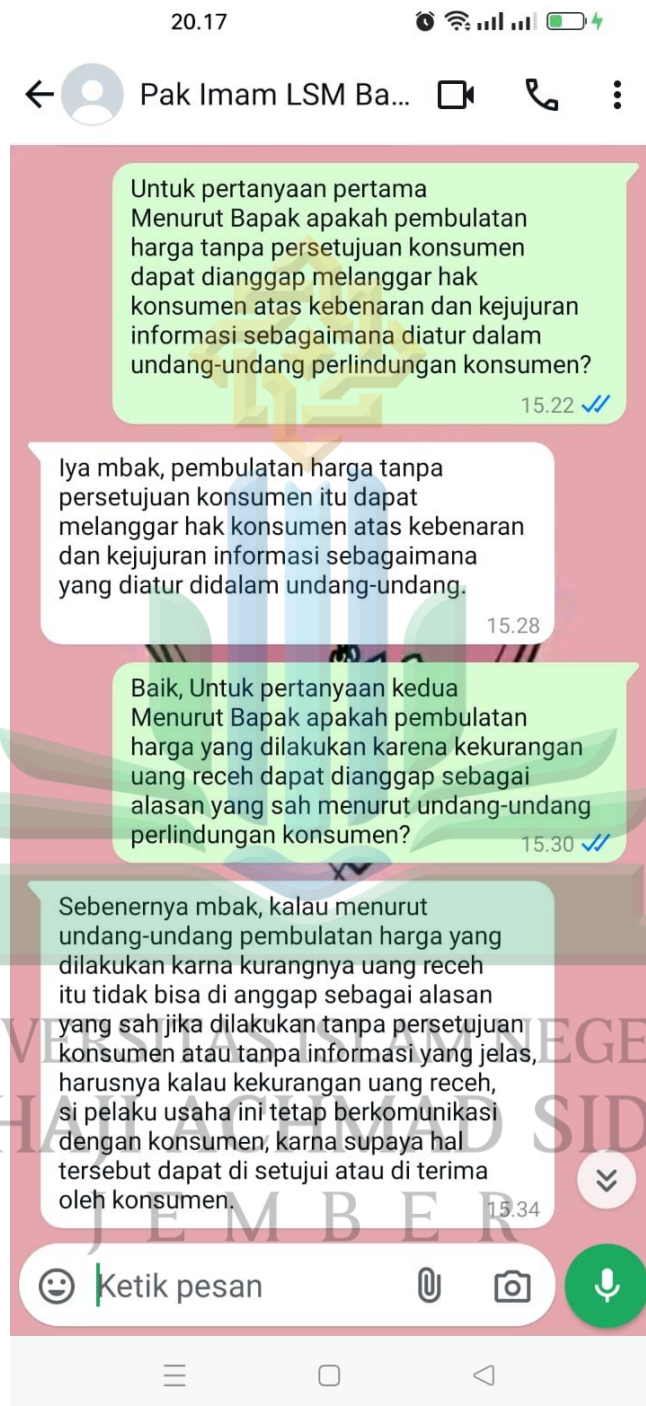 20.17
Pak Imam LSM Ba...
Untuk pertanyaan pertama
Menurut Bapak apakah pembulatan
harga tanpa persetujuan konsumen
dapat dianggap melanggar hak
konsumen atas kebenaran dan kejujuran
informasi sebagaimana diatur dalam
undang-undang perlindungan konsumen?
15.22
Iya mbak, pembulatan harga tanpa
persetujuan konsumen itu dapat
melanggar hak konsumen atas kebenaran
dan kejujuran informasi sebagaimana
yang diatur didalam undang-undang.
15.28
Baik, Untuk pertanyaan kedua
Menurut Bapak apakah pembulatan
harga yang dilakukan karena kekurangan
uang receh dapat dianggap sebagai
alasan yang sah menurut undang-undang
perlindungan konsumen?
15.30
Sebenernya mbak, kalau menurut
undang-undang pembulatan harga yang
dilakukan karna kurangnya uang receh
itu tidak bisa di anggap sebagai alasan
yang sah jika dilakukan tanpa persetujuan
konsumen atau tanpa informasi yang jelas,
harusnya kalau kekurangan uang receh,
si pelaku usaha ini tetap berkomunikasi
dengan konsumen, karna supaya hal
tersebut dapat di setujui atau di terima
oleh konsumen.
15.34
VERSITAS ISLAM NEGE
HAJI ACHMAD SID
JEMBER
Ketik pesan